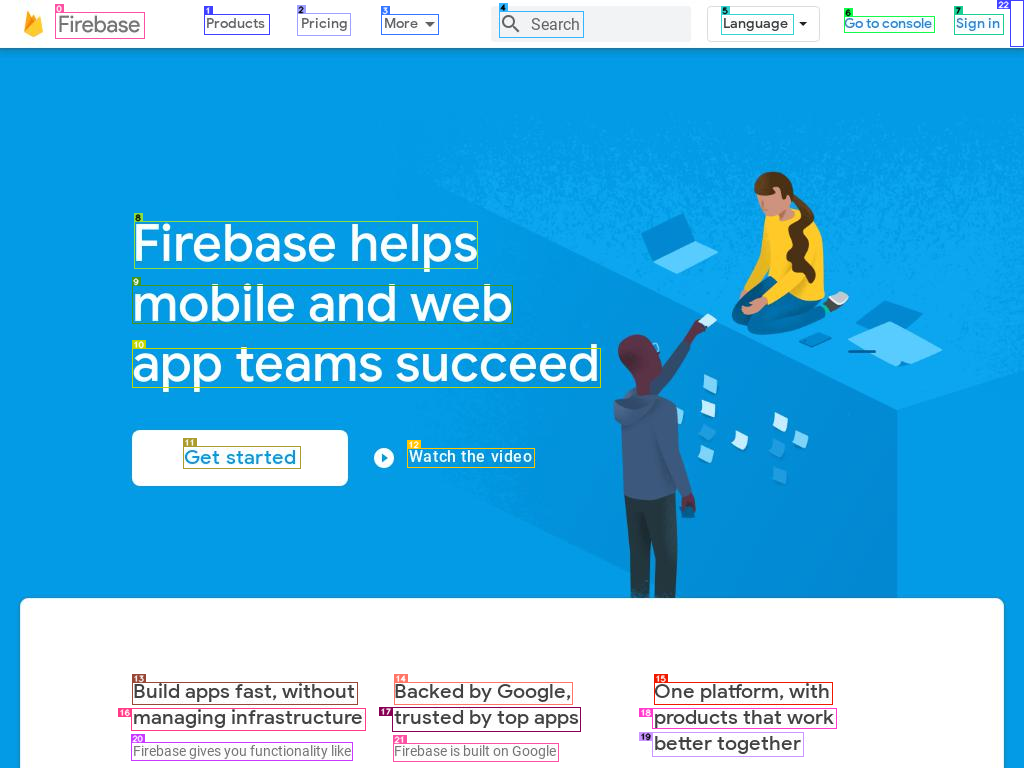 Firebase
Products
Pricing
More
Search
Language
Go to console
Sign in
Firebase helps
mobile and web
app teams succeed
Get started
Watch the video
Build apps fast, without
managing infrastructure
Firebase gives you functionality like
Backed by Google,
trusted by top apps
Firebase is built on Google
One platform, with
products that work
better together
0
1
2
3
4
5
6
7
8
9
10
11
12
13
14
15
16
17
18
19
20
21
22